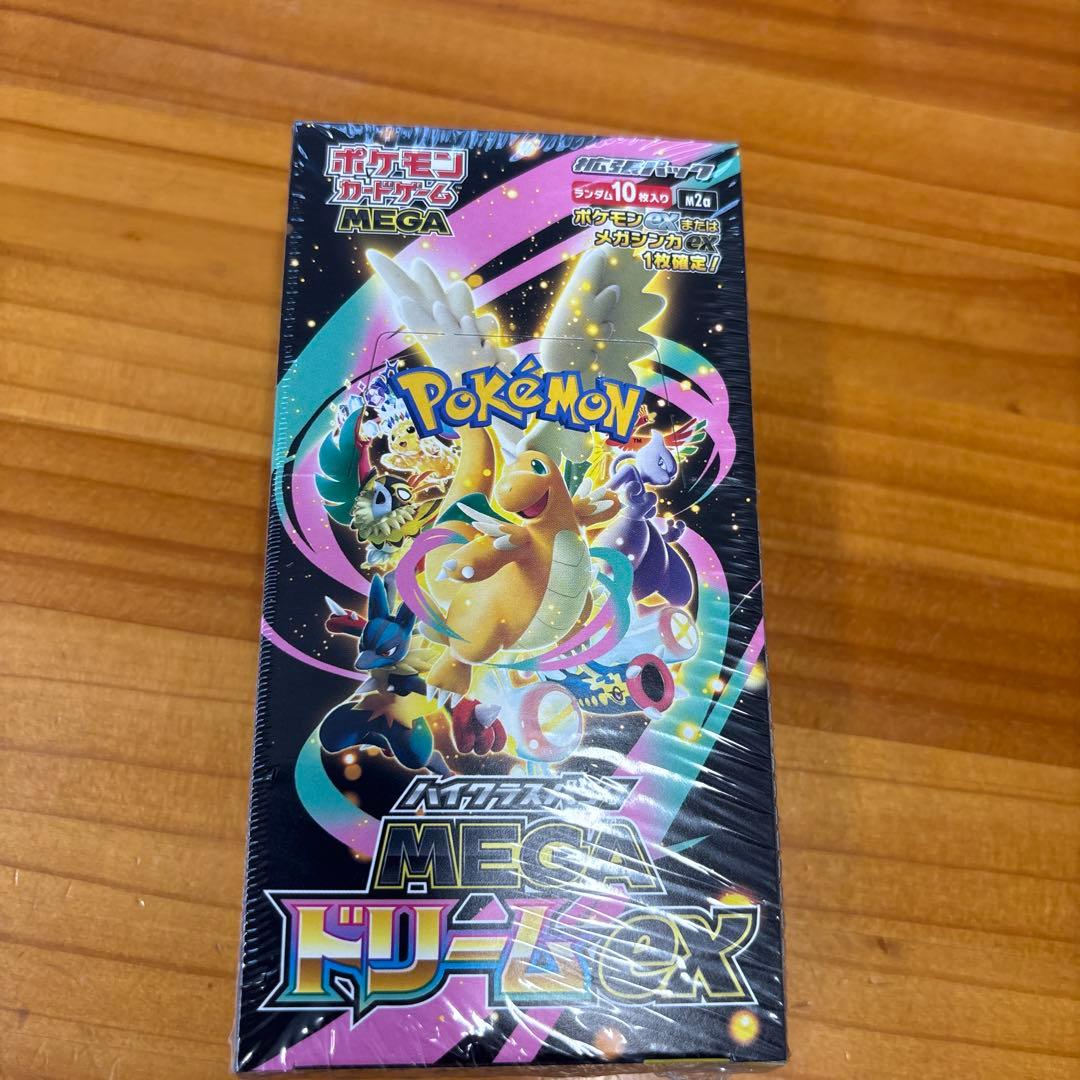 ポケモン
カードゲーム
MEGA
拡張パック
ランダム10枚入り M2a
ポケモンexまたは
メガシンカex
1枚確定！
POKéMON
TM
ハイクラスパック
MEGA
ドリームex